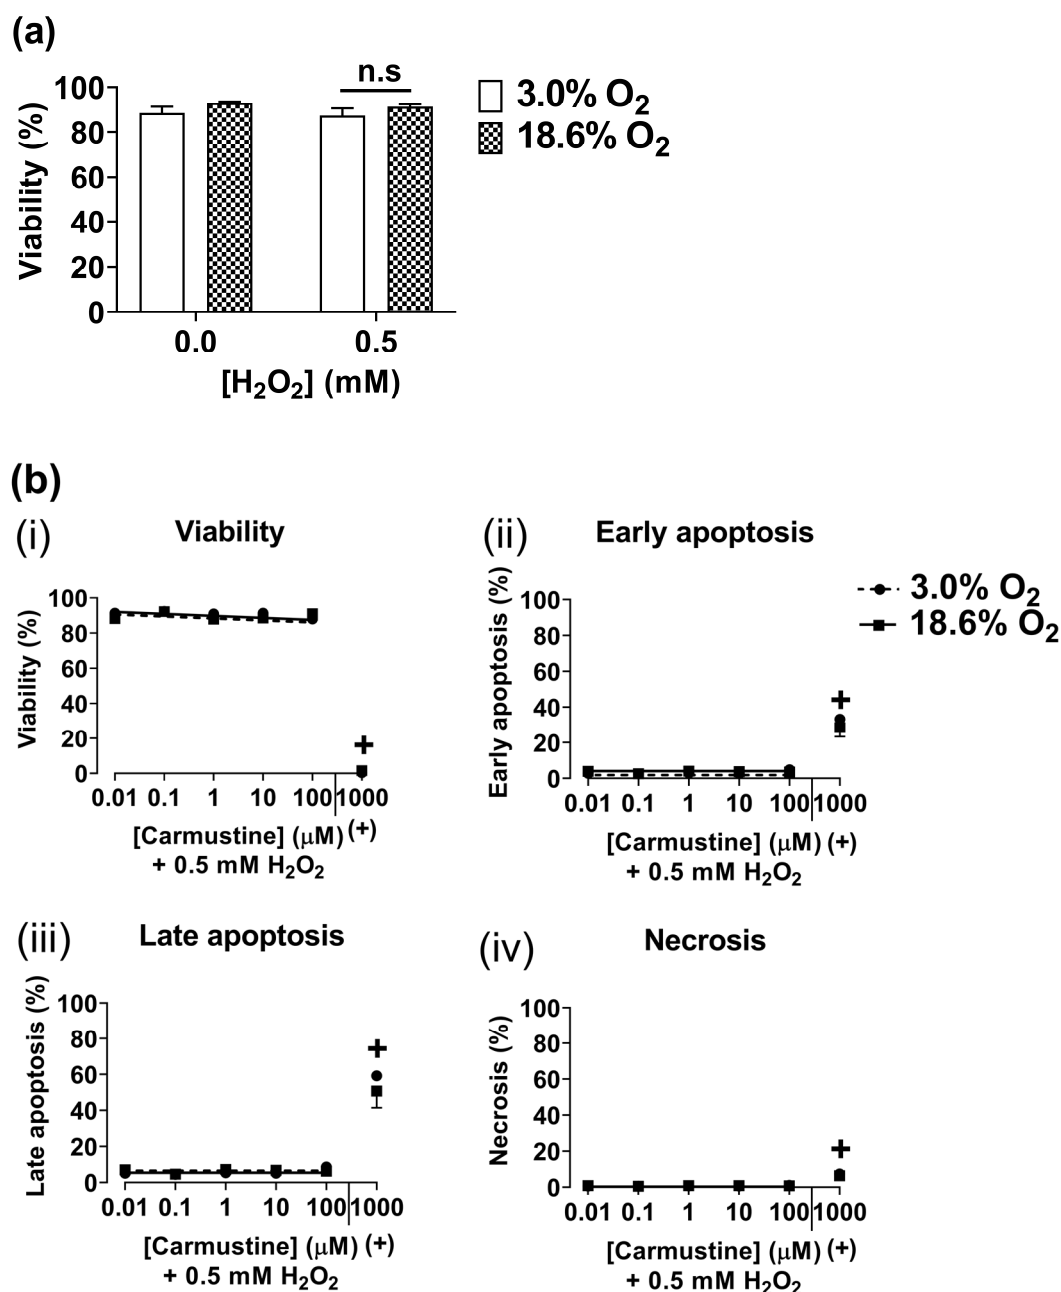 (a)
n.s
Viability (%)
100
80
60
40
20
0
0.0 0.5
[H₂O₂] (mM)
3.0% O₂
18.6% O₂
(b)
(i) Viability
Viability (%)
100
80
60
40
20
0
+
0.01 0.1 1 10 100 1000
[Carmustine] (μM) (+)
+ 0.5 mM H₂O₂
(ii) Early apoptosis
Early apoptosis (%)
100
80
60
40
20
0
+
0.01 0.1 1 10 100 1000
[Carmustine] (μM) (+)
+ 0.5 mM H₂O₂
3.0% O₂
18.6% O₂
(iii) Late apoptosis
Late apoptosis (%)
100
80
60
40
20
0
+
0.01 0.1 1 10 100 1000
[Carmustine] (μM) (+)
+ 0.5 mM H₂O₂
(iv) Necrosis
Necrosis (%)
100
80
60
40
20
0
+
0.01 0.1 1 10 100 1000
[Carmustine] (μM) (+)
+ 0.5 mM H₂O₂